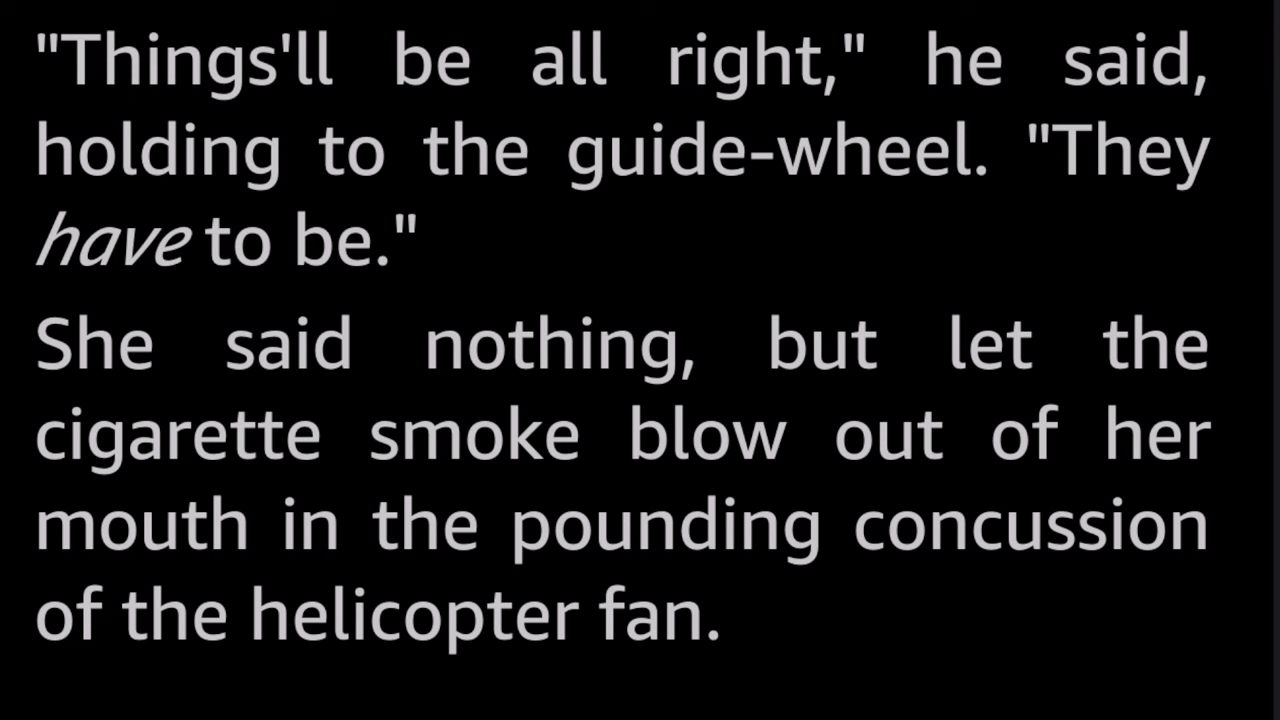 "Things'll be all right," he said,
holding to the guide-wheel. "They
have to be."
She said nothing, but let the
cigarette smoke blow out of her
mouth in the pounding concussion
of the helicopter fan.